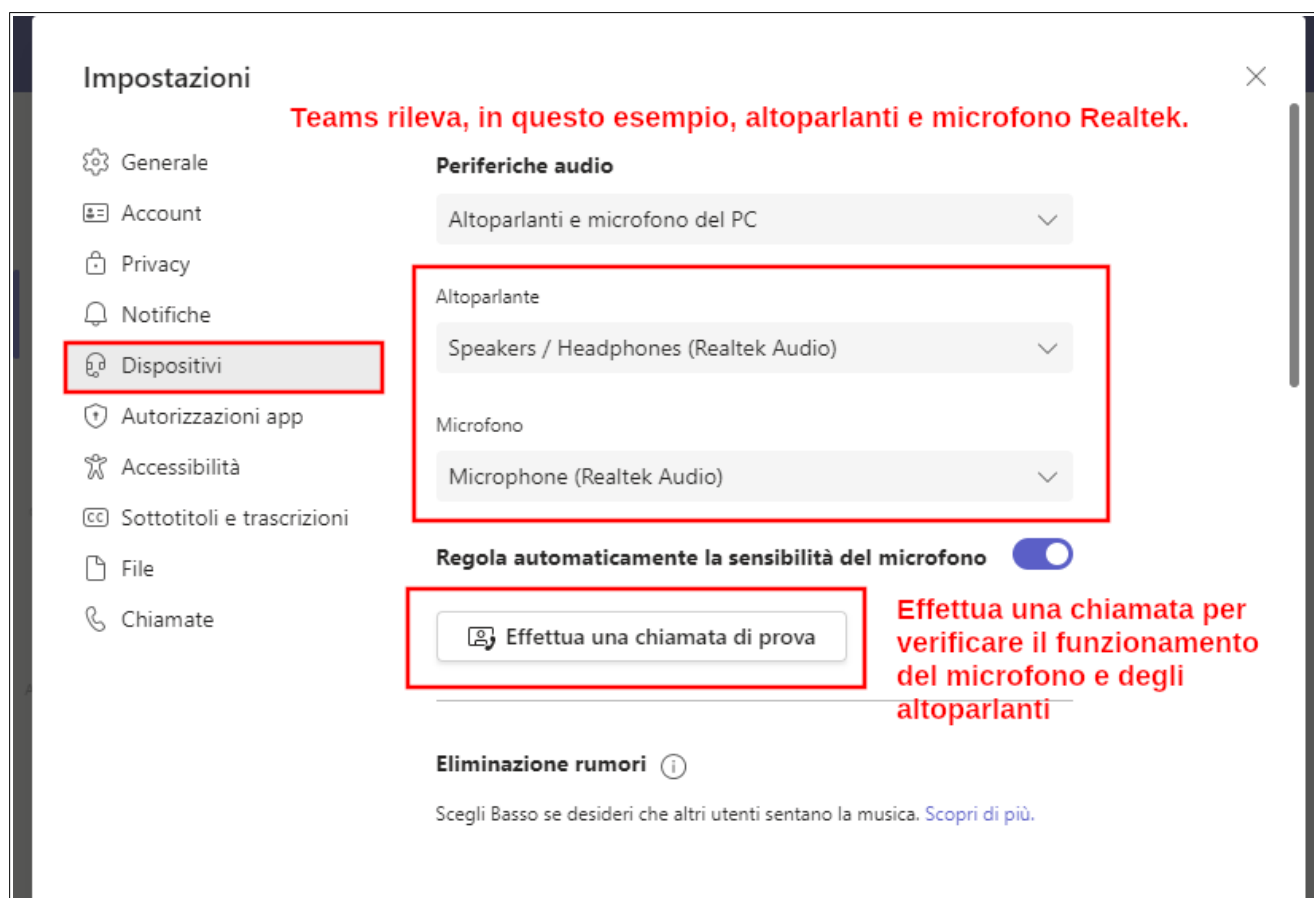 Impostazioni
Teams rileva, in questo esempio, altoparlanti e microfono Realtek.
Generale
Account
Privacy
Notifiche
Dispositivi
Autorizzazioni app
Accessibilità
Sottotitoli e trascrizioni
File
Chiamate
Periferiche audio
Altoparlanti e microfono del PC
Altoparlante
Speakers / Headphones (Realtek Audio)
Microfono
Microphone (Realtek Audio)
Regola automaticamente la sensibilità del microfono
Effettua una chiamata di prova
Effettua una chiamata per
verificare il funzionamento
del microfono e degli
altoparlanti
Eliminazione rumori
Scegli Basso se desideri che altri utenti sentano la musica. Scopri di più.